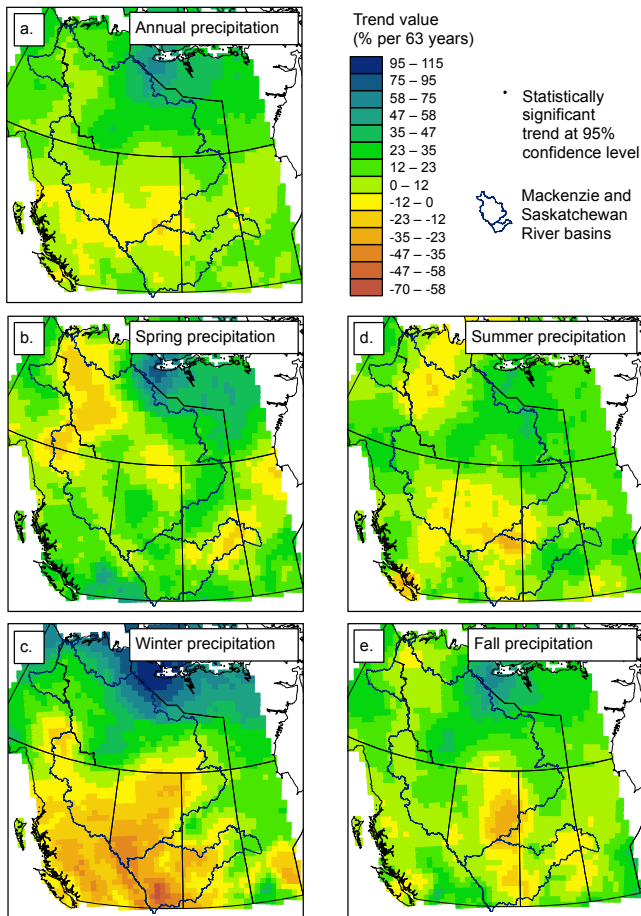 a.
Annual precipitation
Trend value
(% per 63 years)
95 – 115
75 – 95
58 – 75
47 – 58
35 – 47
23 – 35
12 – 23
0 – 12
-12 – 0
-23 – -12
-35 – -23
-47 – -35
-47 – -58
-70 – -58
Statistically
significant
trend at 95%
confidence level
Mackenzie and
Saskatchewan
River basins
b.
Spring precipitation
d.
Summer precipitation
c.
Winter precipitation
e.
Fall precipitation